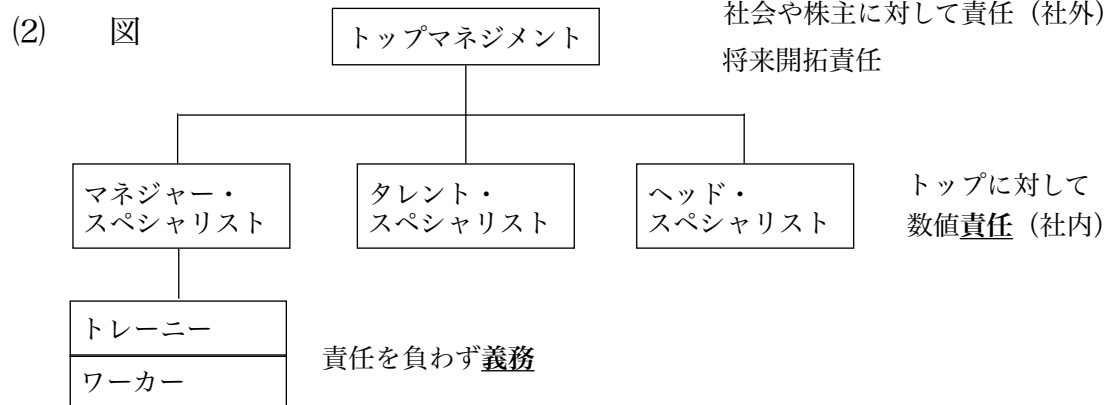 ⑵　図
トップマネジメント
社会や株主に対して責任（社外）
将来開拓責任
マネジャー・
スペシャリスト
タレント・
スペシャリスト
ヘッド・
スペシャリスト
トップに対して
数値責任（社内）
トレーニー
ワーカー
責任を負わず義務